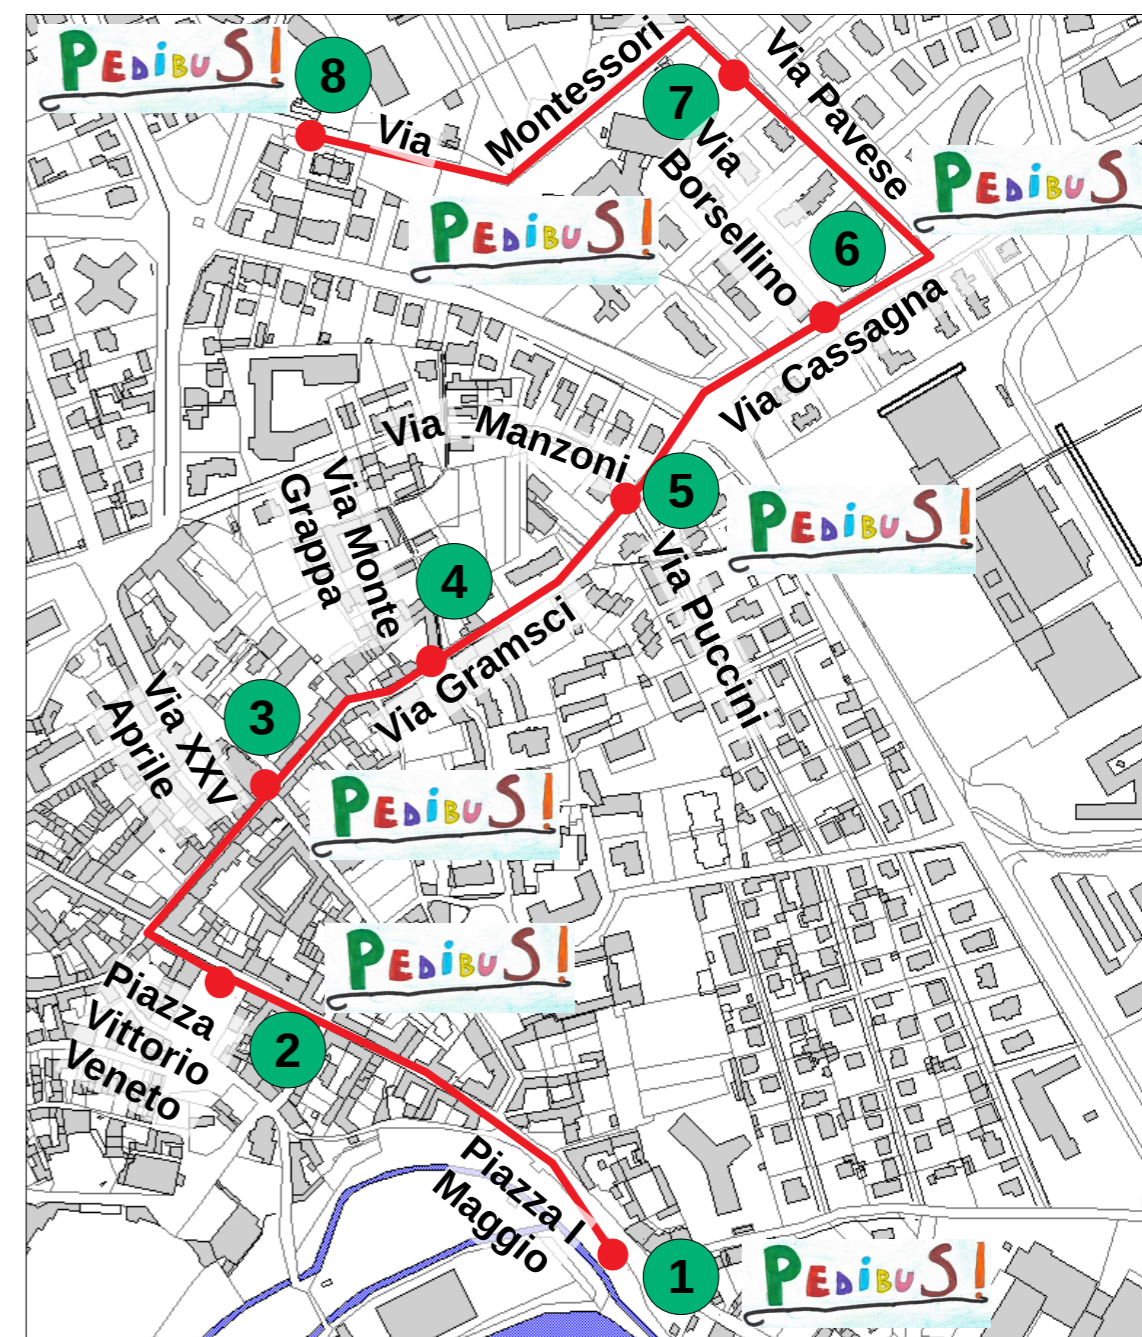 PEDIBUS!
8
Via
Montessori
7
Via Pavese
Via
Borsellino
PEDIBUS
PEDIBUS!
6
Via Cassagna
Via
Manzoni
5
PEDIBUS!
Via Monte
Grappa
4
Via Puccini
Via Gramsci
3
Via XXV
Aprile
PEDIBUS!
PEDIBUS!
Piazza
Vittorio
Veneto
2
Piazza I
Maggio
1
PEDIBUS!